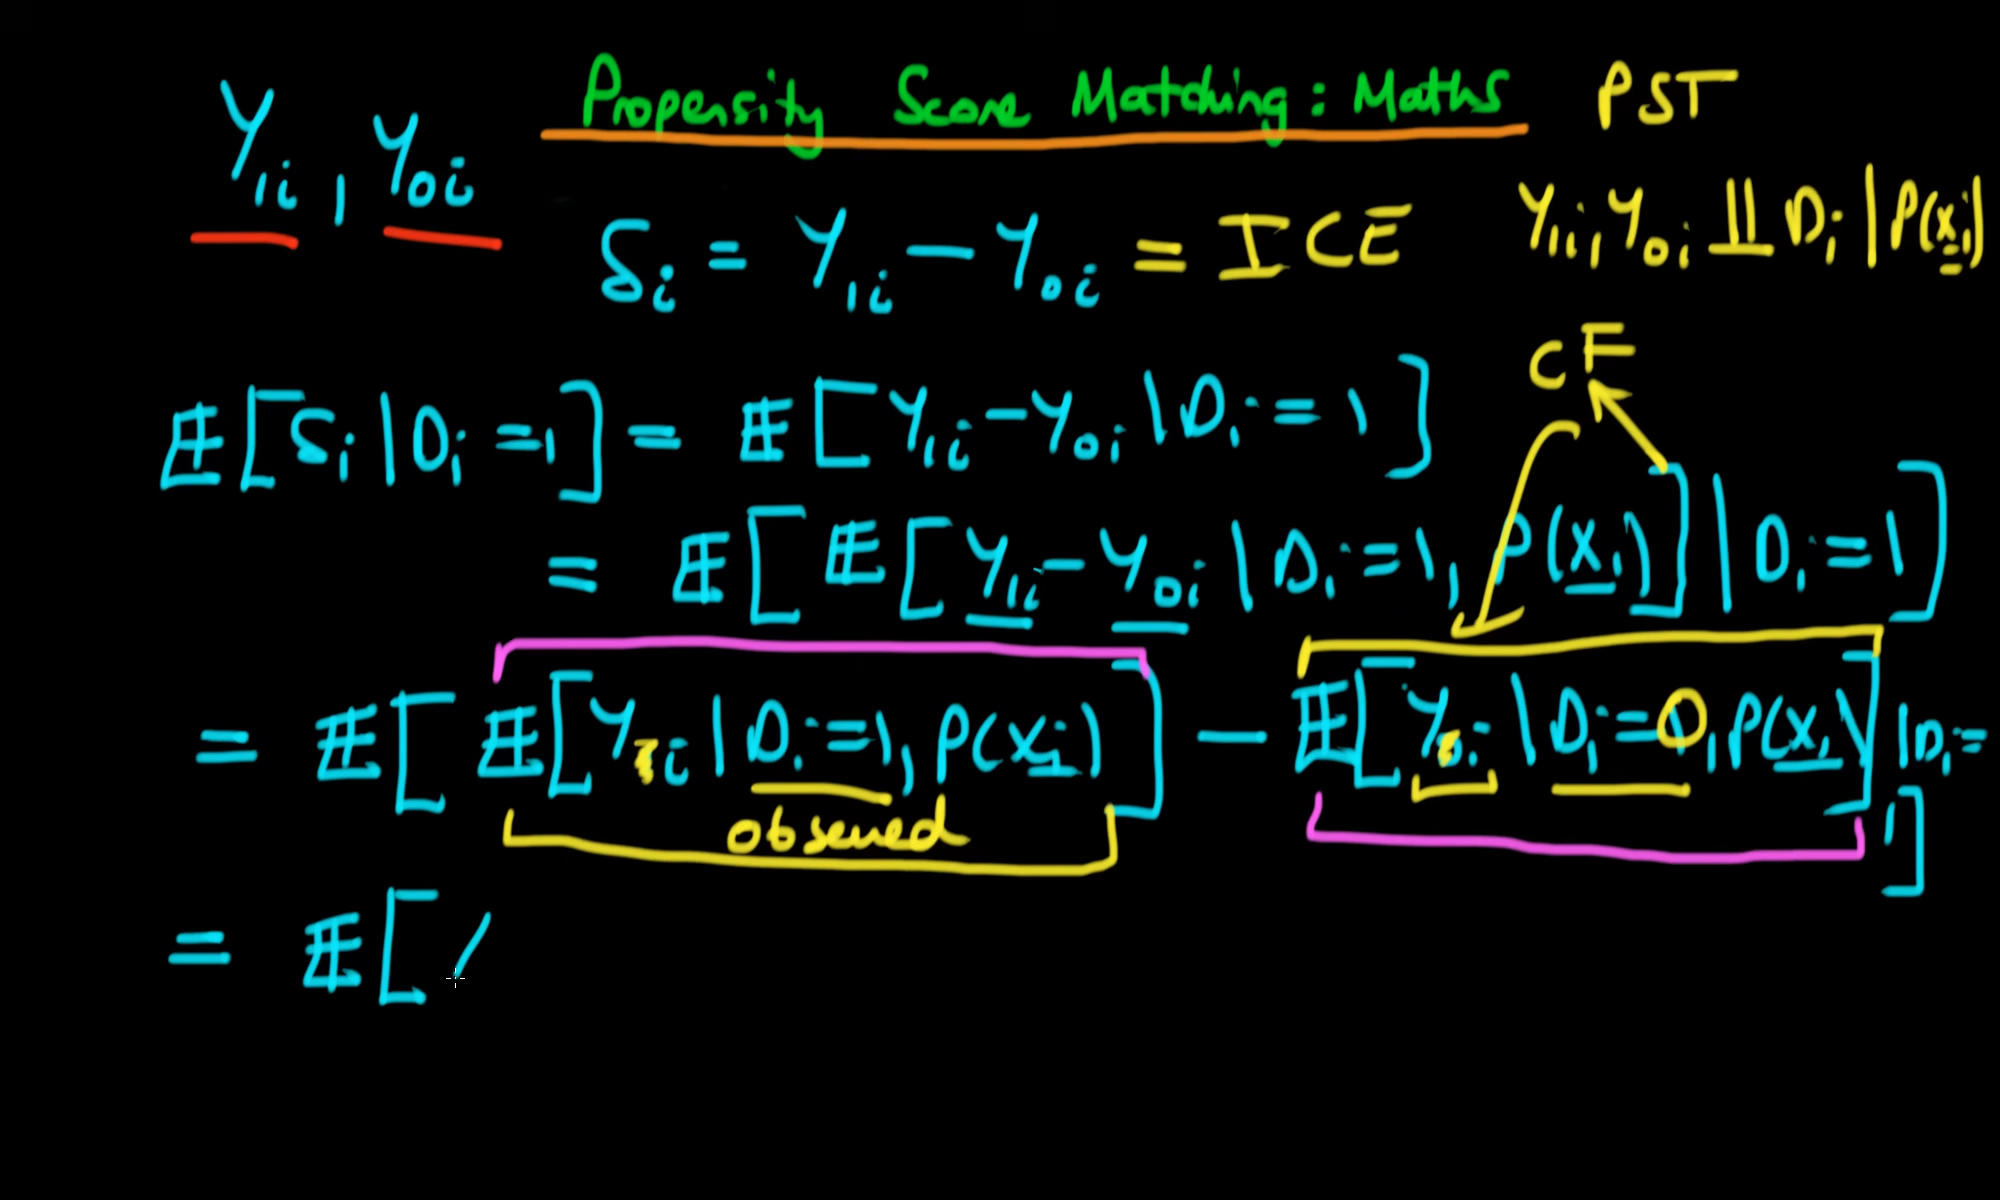 Propensity Score Matching: Maths PST
Y₁ᵢ, Y₀ᵢ
δᵢ = Y₁ᵢ - Y₀ᵢ = ICE
Y₁ᵢ, Y₀ᵢ ⫫ Dᵢ | P(xᵢ)
CF
E[δᵢ | Dᵢ = 1] = E[Y₁ᵢ - Y₀ᵢ | Dᵢ = 1]
= E[E[Y₁ᵢ - Y₀ᵢ | Dᵢ = 1, P(xᵢ)] | Dᵢ = 1]
= E[E[Yᵢ | Dᵢ = 1, P(xᵢ)] - E[Yᵢ | Dᵢ = 0, P(xᵢ)] | Dᵢ =
1]
observed
= E[